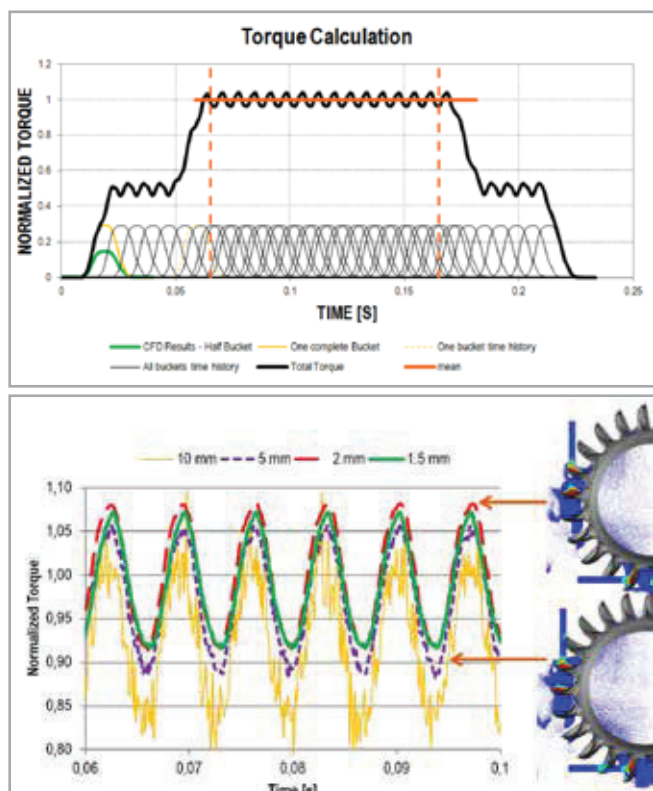 Torque Calculation
1.2
1
0.8
0.6
0.4
0.2
0
NORMALIZED TORQUE
0
0.05
0.1
0.15
0.2
0.25
TIME [S]
CFD Results - Half Bucket
One complete Bucket
One bucket time history
All buckets time history
Total Torque
mean
10 mm
5 mm
2 mm
1.5 mm
1,10
1,05
1,00
0,95
0,90
0,85
0,80
Normalized Torque
0,06
0,07
0,08
0,09
0,1
Time [s]